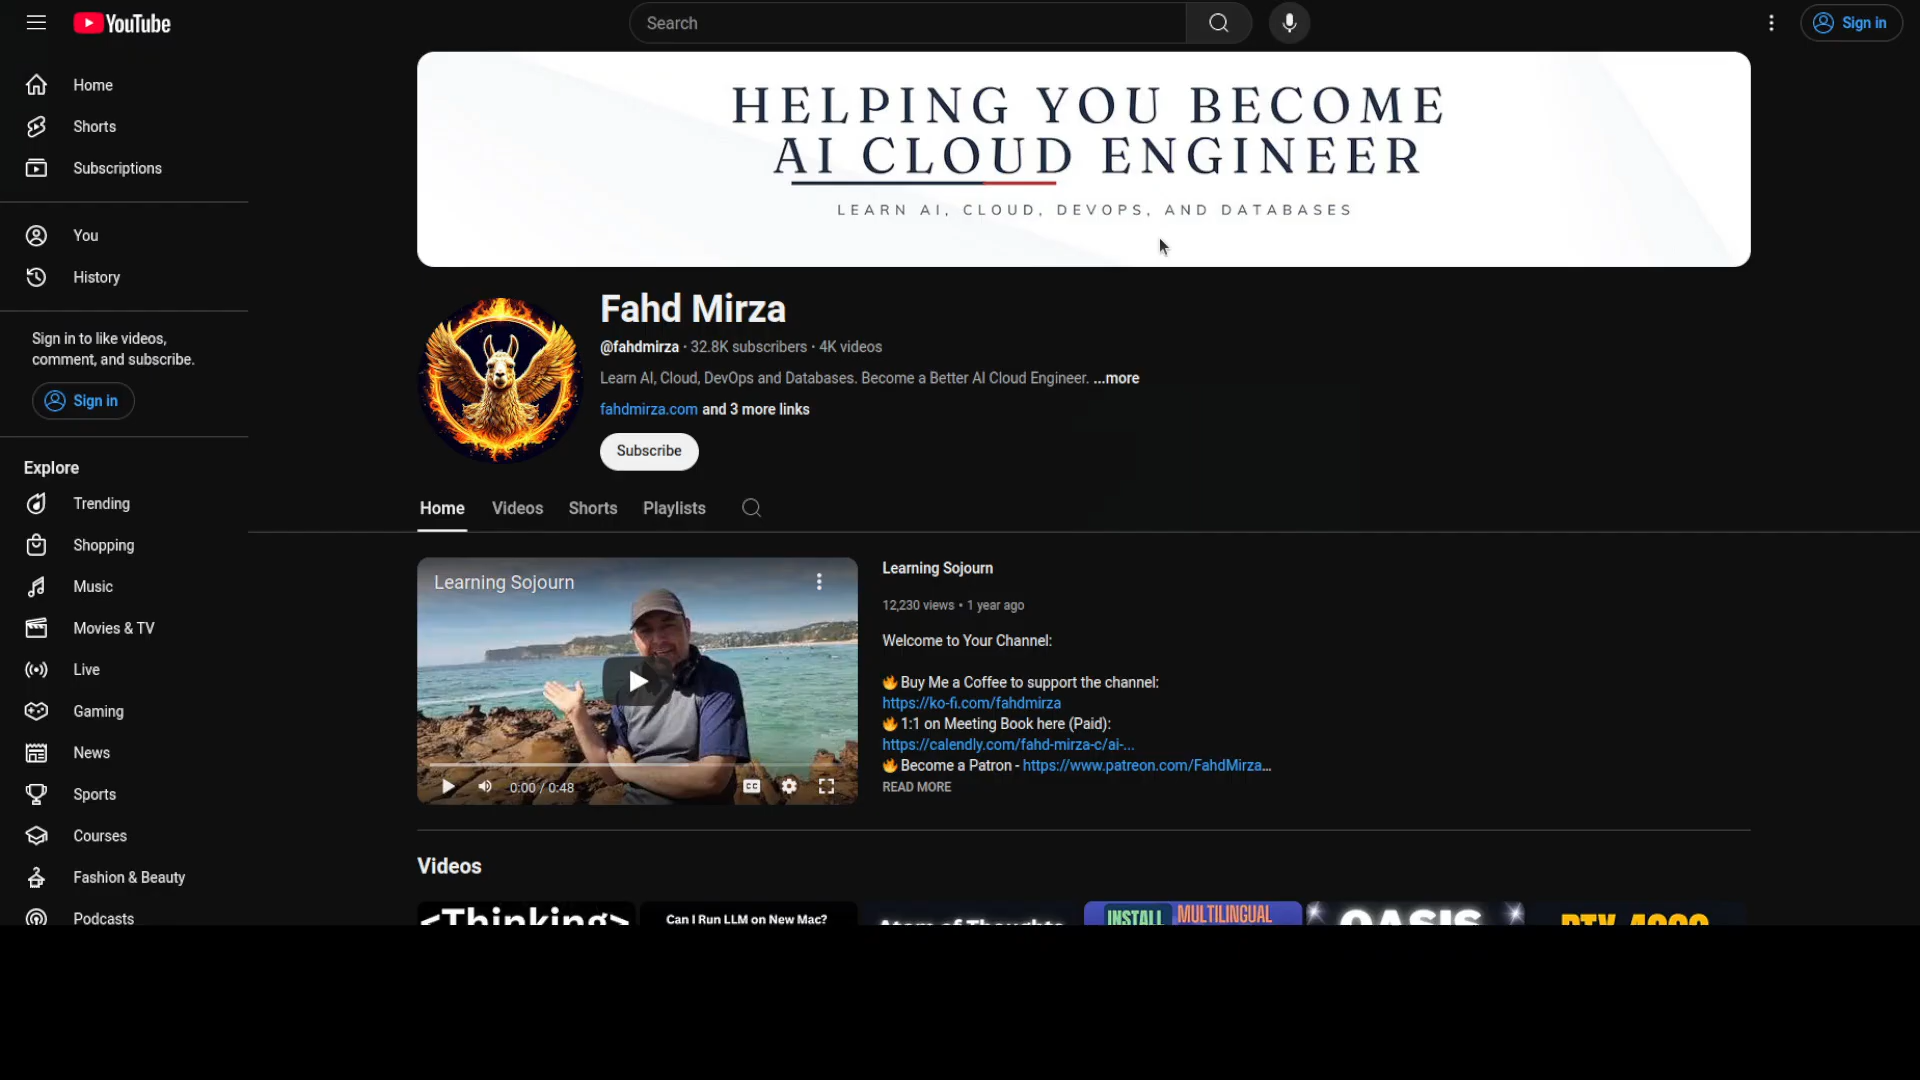 YouTube
Search
Sign in
Home
Shorts
Subscriptions
You
History
Sign in to like videos,
comment, and subscribe.
Sign in
Explore
Trending
Shopping
Music
Movies & TV
Live
Gaming
News
Sports
Courses
Fashion & Beauty
Podcasts
HELPING YOU BECOME
AI CLOUD ENGINEER
LEARN AI, CLOUD, DEVOPS, AND DATABASES
Fahd Mirza
@fahdmirza · 32.8K subscribers · 4K videos
Learn AI, Cloud, DevOps and Databases. Become a Better AI Cloud Engineer. ...more
fahdmirza.com and 3 more links
Subscribe
Home Videos Shorts Playlists
Learning Sojourn
0:00 / 0:48
CC
Learning Sojourn
12,230 views • 1 year ago
Welcome to Your Channel:
🔥 Buy Me a Coffee to support the channel:
https://ko-fi.com/fahdmirza
🔥 1:1 on Meeting Book here (Paid):
https://calendly.com/fahd-mirza-c/ai-...
🔥 Become a Patron - https://www.patreon.com/FahdMirza...
READ MORE
Videos
<Thinking>
Can I Run LLM on New Mac?
Atom of Thoughts
INSTALL MULTILINGUAL
OASIS